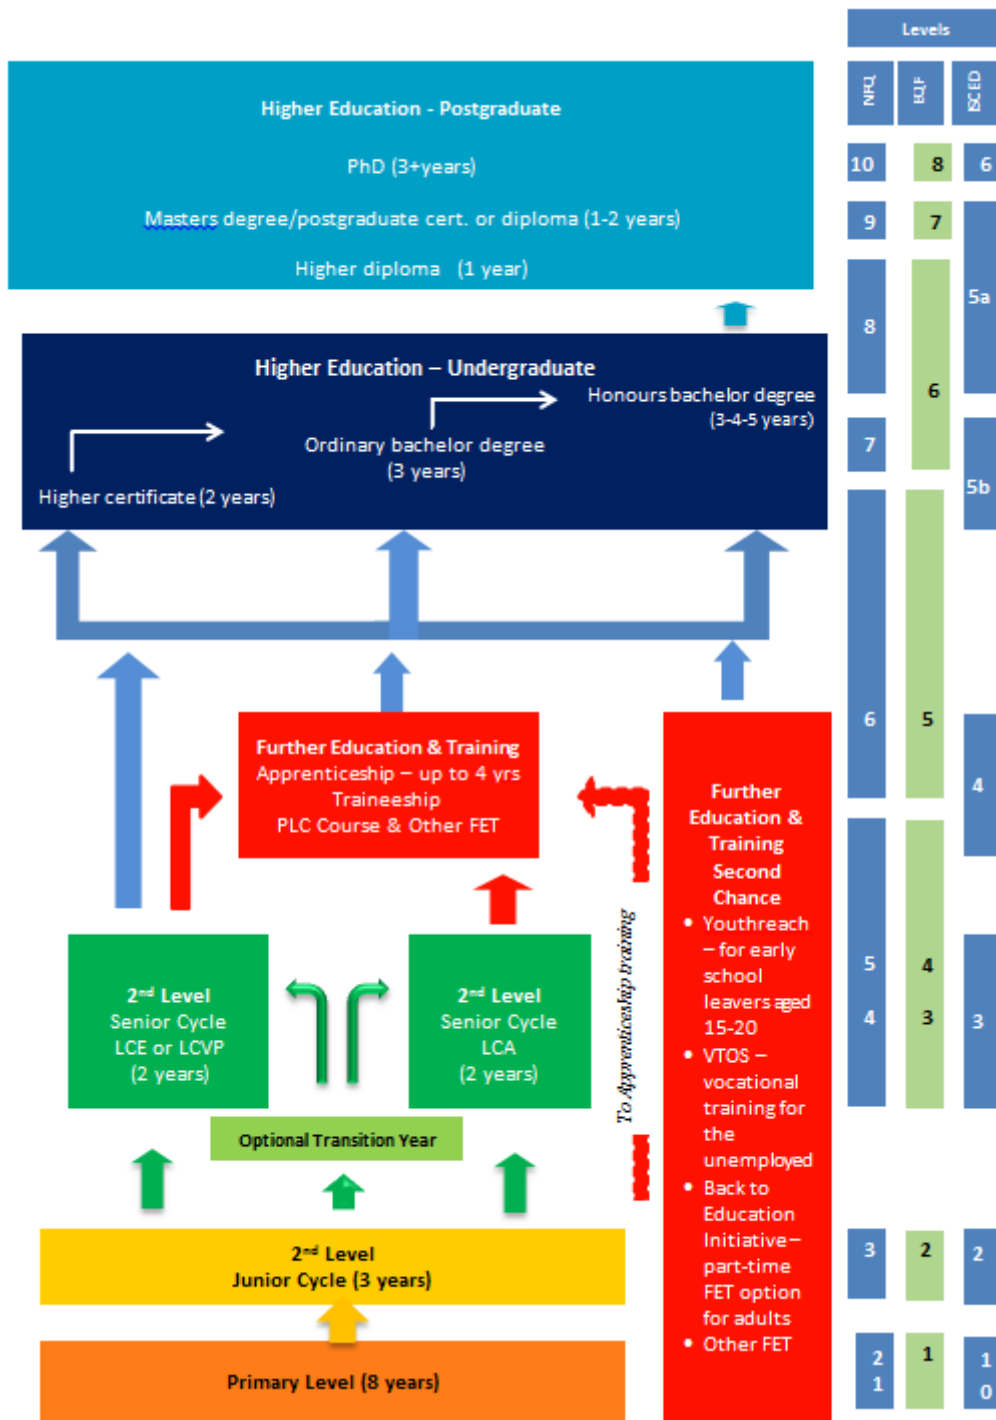 Levels
NFQ
EQF
ISCED
Higher Education - Postgraduate
PhD (3+years)
Masters degree/postgraduate cert. or diploma (1-2 years)
Higher diploma (1 year)
10
8
6
9
7
5a
8
6
Higher Education – Undergraduate
Honours bachelor degree
(3-4-5 years)
Ordinary bachelor degree
(3 years)
Higher certificate (2 years)
7
5b
6
5
4
Further Education & Training
Apprenticeship – up to 4 yrs
Traineeship
PLC Course & Other FET
Further
Education &
Training
Second
Chance
• Youthreach
– for early
school
leavers aged
15-20
• VTOS –
vocational
training for
the
unemployed
• Back to
Education
Initiative –
part-time
FET option
for adults
• Other FET
To Apprenticeship training
2nd Level
Senior Cycle
LCE or LCVP
(2 years)
2nd Level
Senior Cycle
LCA
(2 years)
5
4
4
3
3
Optional Transition Year
2nd Level
Junior Cycle (3 years)
3
2
2
Primary Level (8 years)
2
1
1
1
0